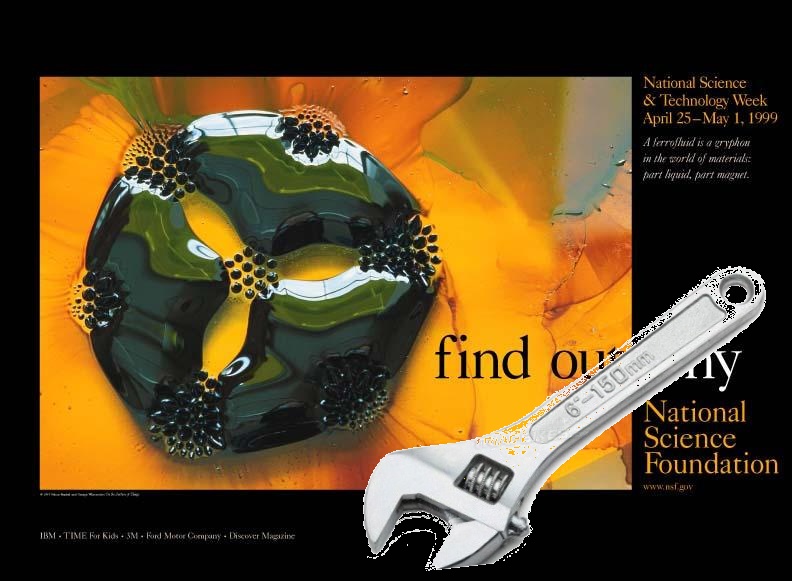 National Science
& Technology Week
April 25–May 1, 1999
A ferrofluid is a gryphon
in the world of materials:
part liquid, part magnet.
find
6"–150mm
National
Science
Foundation
www.nsf.gov
IBM • TIME For Kids • 3M • Ford Motor Company • Discover Magazine